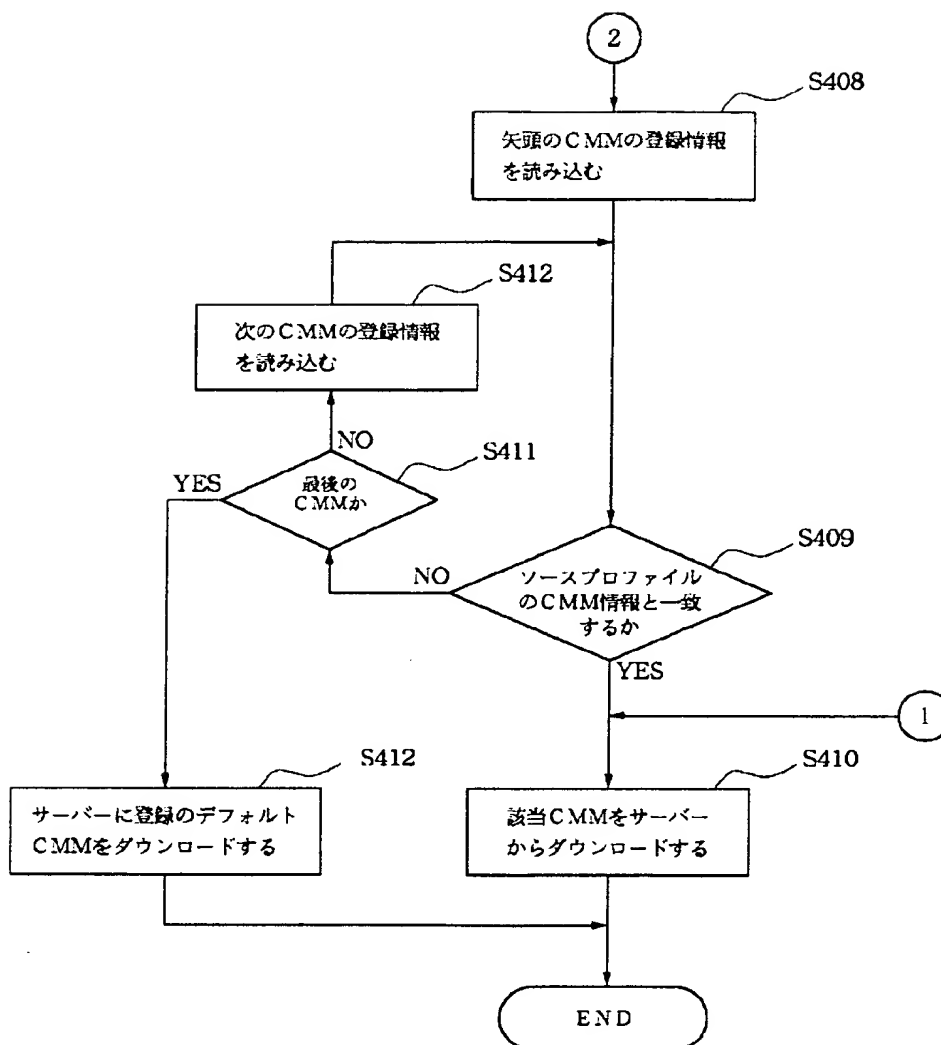 2
S408
矢頭のCMMの登録情報
を読み込む
S412
次のCMMの登録情報
を読み込む
NO
S411
YES
最後の
CMMか
S409
NO
ソースプロファイル
のCMM情報と一致
するか
YES
1
S412
S410
サーバーに登録のデフォルト
CMMをダウンロードする
該当CMMをサーバー
からダウンロードする
END